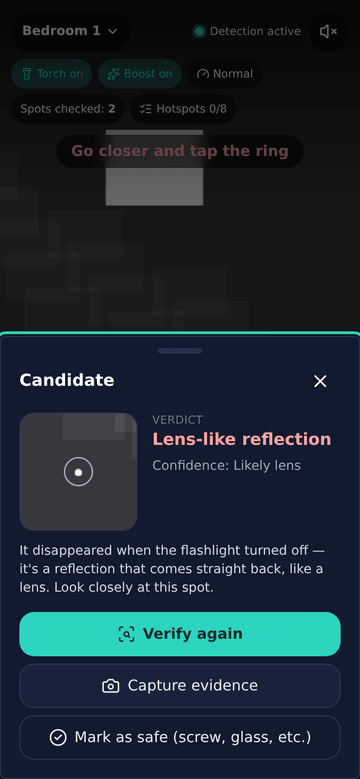 Bedroom 1
Detection active
Torch on
Boost on
Normal
Spots checked: 2
Hotspots 0/8
Go closer and tap the ring
Candidate
VERDICT
Lens-like reflection
Confidence: Likely lens
It disappeared when the flashlight turned off —
it's a reflection that comes straight back, like a
lens. Look closely at this spot.
Verify again
Capture evidence
Mark as safe (screw, glass, etc.)